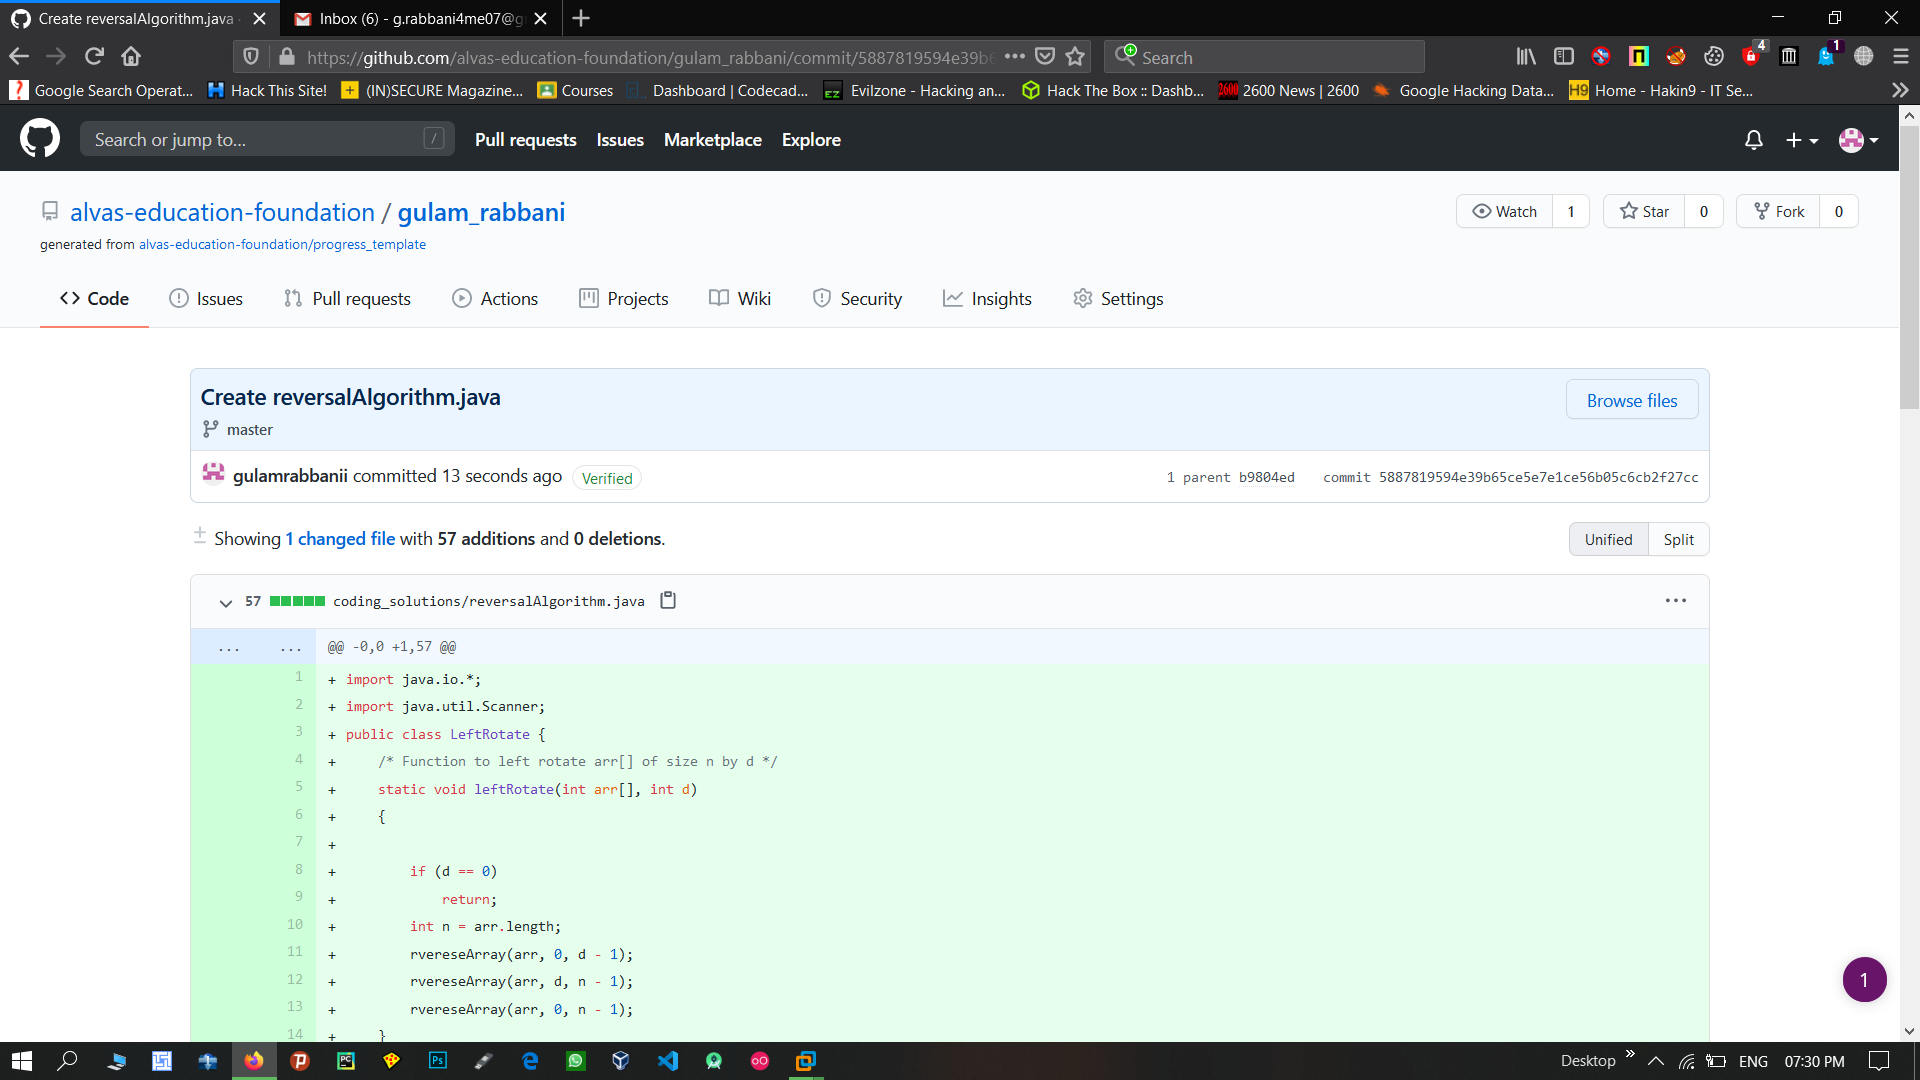 Create reversalAlgorithm.java
Inbox (6) - g.rabbani4me07@g
https://github.com/alvas-education-foundation/gulam_rabbani/commit/5887819594e39b6
Search
4
1
Google Search Operat...
Hack This Site!
(IN)SECURE Magazine...
Courses
Dashboard | Codecad...
EZ Evilzone - Hacking an...
Hack The Box :: Dashb...
2600 2600 News | 2600
Google Hacking Data...
H9 Home - Hakin9 - IT Se...
Search or jump to...
/
Pull requests
Issues
Marketplace
Explore
alvas-education-foundation / gulam_rabbani
generated from alvas-education-foundation/progress_template
Watch 1
Star 0
Fork 0
Code
Issues
Pull requests
Actions
Projects
Wiki
Security
Insights
Settings
Create reversalAlgorithm.java
Browse files
master
gulamrabbanii committed 13 seconds ago Verified
1 parent b9804ed commit 5887819594e39b65ce5e7e1ce56b05c6cb2f27cc
Showing 1 changed file with 57 additions and 0 deletions.
Unified Split
57 coding_solutions/reversalAlgorithm.java
... ... @@ -0,0 +1,57 @@
1 + import java.io.*;
2 + import java.util.Scanner;
3 + public class LeftRotate {
4 + /* Function to left rotate arr[] of size n by d */
5 + static void leftRotate(int arr[], int d)
6 + {
7 +
8 + if (d == 0)
9 + return;
10 + int n = arr.length;
11 + rvereseArray(arr, 0, d - 1);
12 + rvereseArray(arr, d, n - 1);
13 + rvereseArray(arr, 0, n - 1);
14 + }
1
PC
Ps
Desktop
ENG
07:30 PM